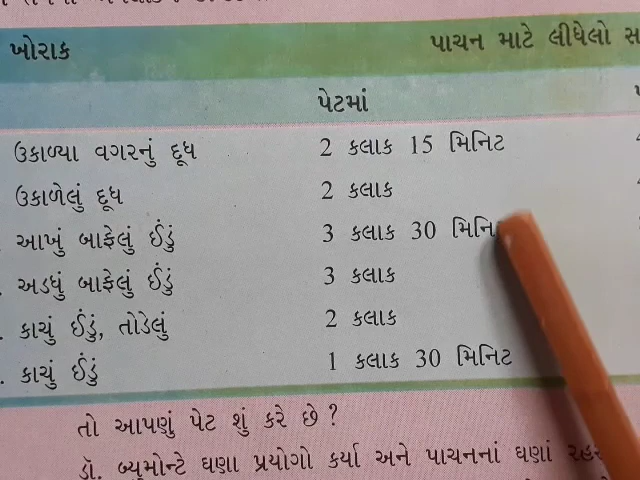 ખોરાક પાચન માટે લીધેલો
પેટમાં
ઉકાળ્યા વગરનું દૂધ 2 કલાક 15 મિનિટ
ઉકાળેલું દૂધ 2 કલાક
આખું બાફેલું ઈંડું 3 કલાક 30
અડધું બાફેલું ઈંડું 3 કલાક
કાચું ઈંડું, તોડેલું 2 કલાક
કાચું ઈંડું 1 કલાક 30 મિનિટ
તો આપણું પેટ શું કરે છે ?
ડૉ. બ્યુમોન્ટે ઘણા પ્રયોગો કર્યા અને પાચનનાં ઘણાં